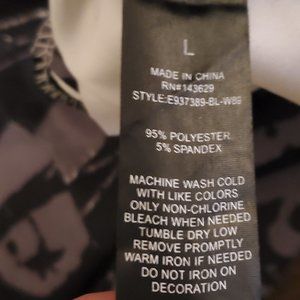 L
MADE IN CHINA
RN#143629
STYLE:E937389-BL-W89
95% POLYESTER
5% SPANDEX
MACHINE WASH COLD
WITH LIKE COLORS
ONLY NON-CHLORINE
BLEACH WHEN NEEDED
TUMBLE DRY LOW
REMOVE PROMPTLY
WARM IRON IF NEEDED
DO NOT IRON ON
DECORATION